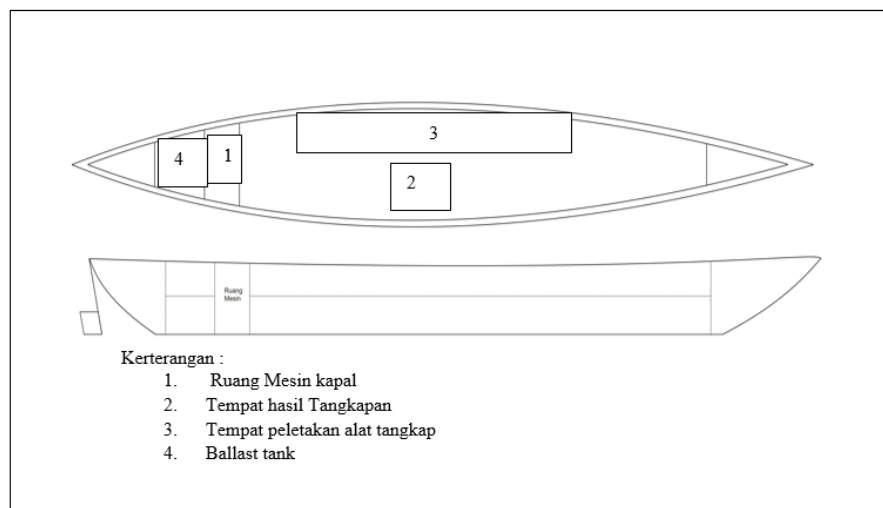 3
4
1
2
Ruang
Mesin
Kerterangan :
1. Ruang Mesin kapal
2. Tempat hasil Tangkapan
3. Tempat peletakan alat tangkap
4. Ballast tank